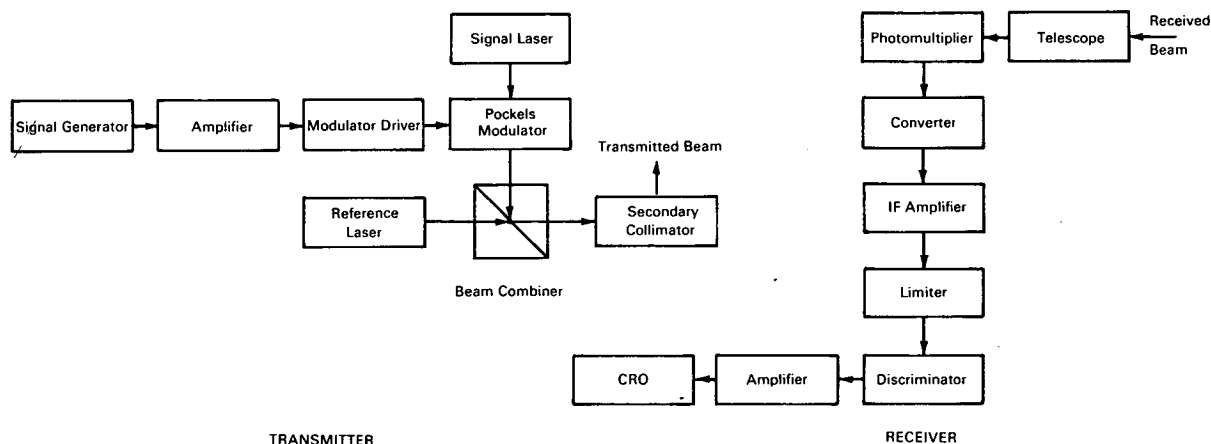 Signal Laser
Signal Generator
Amplifier
Modulator Driver
Pockels
Modulator
Transmitted Beam
Reference
Laser
Secondary
Collimator
Beam Combiner
TRANSMITTER
Photomultiplier
Telescope
Received
Beam
Converter
IF Amplifier
Limiter
CRO
Amplifier
Discriminator
RECEIVER